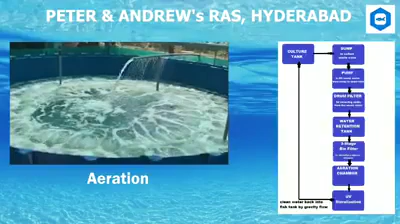 PETER & ANDREW's RAS, HYDERABAD
CULTURE
TANK
SUMP
PUMP
DRUM FILTER
WATER
RETENTION
TANK
3-Stage
Bio Filter
AERATION
CHAMBER
UV
Sterilization
clean water back into
fish tank by gravity flow
Aeration